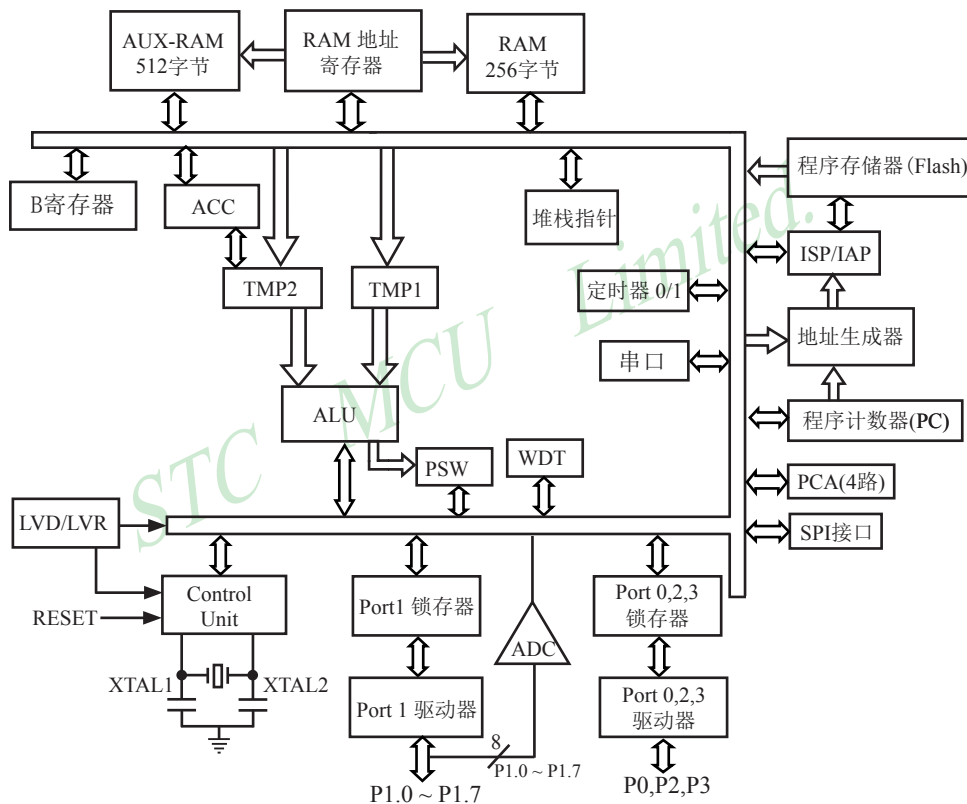 AUX-RAM
512字节
RAM 地址
寄存器
RAM
256字节
程序存储器(Flash)
B寄存器
ACC
堆栈指针
ISP/IAP
TMP2
TMP1
定时器 0/1
地址生成器
串口
ALU
程序计数器(PC)
PSW
WDT
PCA(4路)
LVD/LVR
SPI接口
Control
Unit
RESET
Port1 锁存器
ADC
Port 0,2,3
锁存器
XTAL1
XTAL2
Port 1 驱动器
Port 0,2,3
驱动器
8
P1.0 ~ P1.7
P1.0 ~ P1.7
P0,P2,P3
STC MCU Limited.